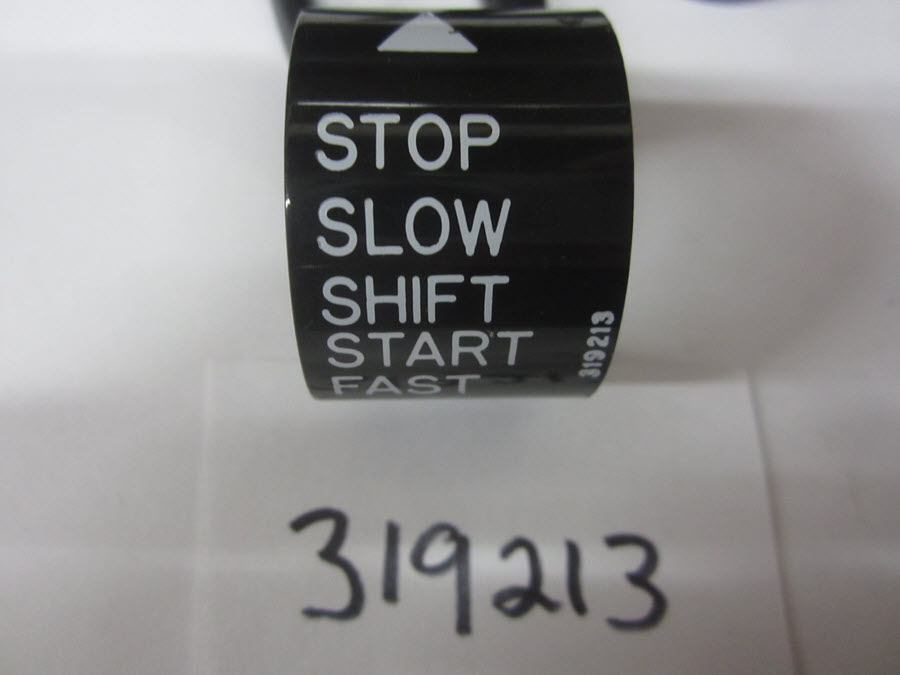 STOP
SLOW
SHIFT
START
FAST
319213
319213